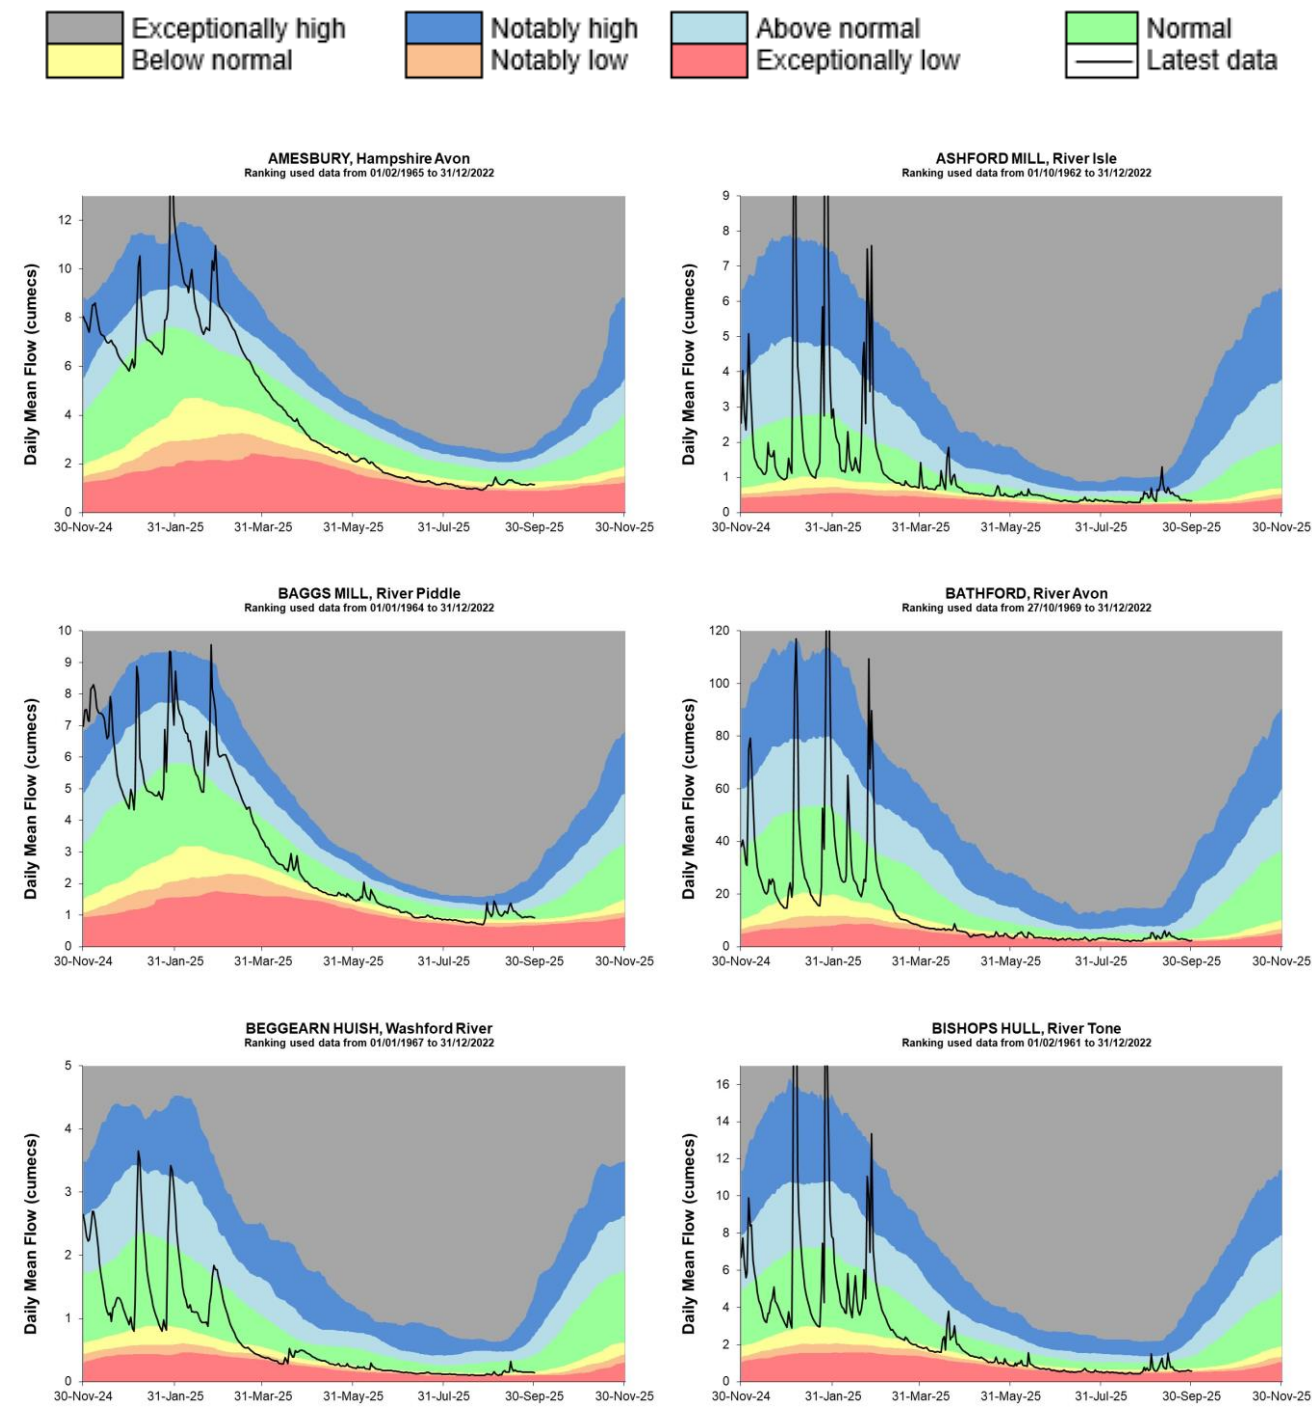 Exceptionally high Notably high Above normal Normal
Below normal Notably low Exceptionally low Latest data
AMESBURY, Hampshire Avon
Ranking used data from 01/02/1965 to 31/12/2022
Daily Mean Flow (cumecs)
12
10
8
6
4
2
0
30-Nov-24 31-Jan-25 31-Mar-25 31-May-25 31-Jul-25 30-Sep-25 30-Nov-25
ASHFORD MILL, River Isle
Ranking used data from 01/10/1962 to 31/12/2022
Daily Mean Flow (cumecs)
9
8
7
6
5
4
3
2
1
0
30-Nov-24 31-Jan-25 31-Mar-25 31-May-25 31-Jul-25 30-Sep-25 30-Nov-25
BAGGS MILL, River Piddle
Ranking used data from 01/01/1964 to 31/12/2022
Daily Mean Flow (cumecs)
10
9
8
7
6
5
4
3
2
1
0
30-Nov-24 31-Jan-25 31-Mar-25 31-May-25 31-Jul-25 30-Sep-25 30-Nov-25
BATHFORD, River Avon
Ranking used data from 27/10/1969 to 31/12/2022
Daily Mean Flow (cumecs)
120
100
80
60
40
20
0
30-Nov-24 31-Jan-25 31-Mar-25 31-May-25 31-Jul-25 30-Sep-25 30-Nov-25
BEGGEARN HUISH, Washford River
Ranking used data from 01/01/1967 to 31/12/2022
Daily Mean Flow (cumecs)
5
4
3
2
1
0
30-Nov-24 31-Jan-25 31-Mar-25 31-May-25 31-Jul-25 30-Sep-25 30-Nov-25
BISHOPS HULL, River Tone
Ranking used data from 01/02/1961 to 31/12/2022
Daily Mean Flow (cumecs)
16
14
12
10
8
6
4
2
0
30-Nov-24 31-Jan-25 31-Mar-25 31-May-25 31-Jul-25 30-Sep-25 30-Nov-25